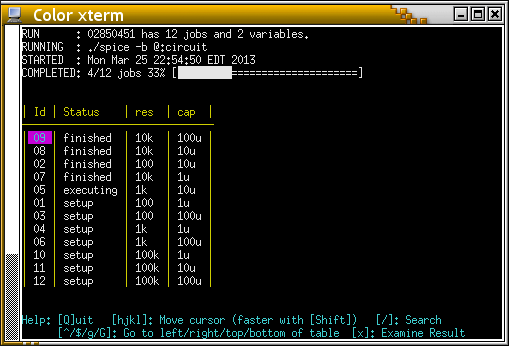 Color xterm
RUN     : 02850451 has 12 jobs and 2 variables.
RUNNING : ./spice -b @:circuit
STARTED : Mon Mar 25 22:54:50 EDT 2013
COMPLETED: 4/12 jobs 33% [=====================]
| Id | Status | res | cap |
| 09 | finished | 10k | 100u |
| 08 | finished | 10k | 10u |
| 02 | finished | 100 | 10u |
| 07 | finished | 10k | 1u |
| 05 | executing | 1k | 10u |
| 01 | setup | 100 | 1u |
| 03 | setup | 100 | 100u |
| 04 | setup | 1k | 1u |
| 06 | setup | 1k | 100u |
| 10 | setup | 100k | 1u |
| 11 | setup | 100k | 10u |
| 12 | setup | 100k | 100u |
Help: [Q]uit [hjkl]: Move cursor (faster with [Shift]) [/]: Search
[^/$/g/G]: Go to left/right/top/bottom of table [x]: Examine Result